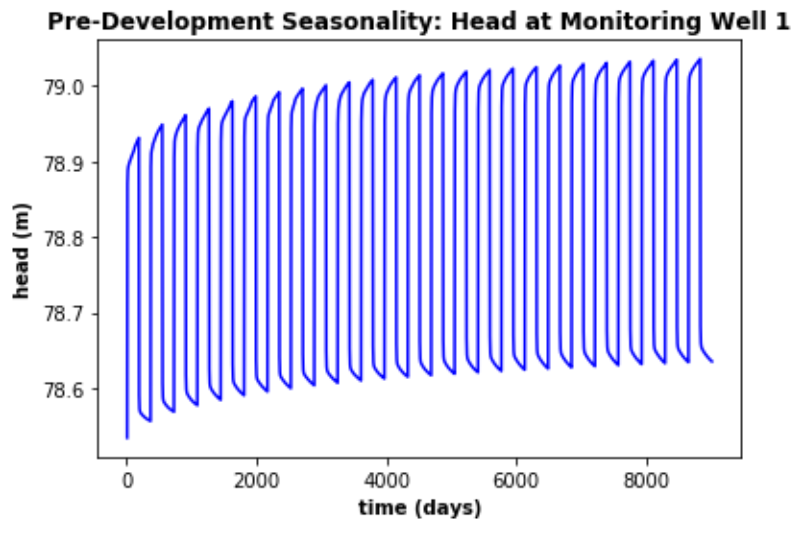 Pre-Development Seasonality: Head at Monitoring Well 1
79.0
78.9
78.8
78.7
78.6
head (m)
0 2000 4000 6000 8000
time (days)